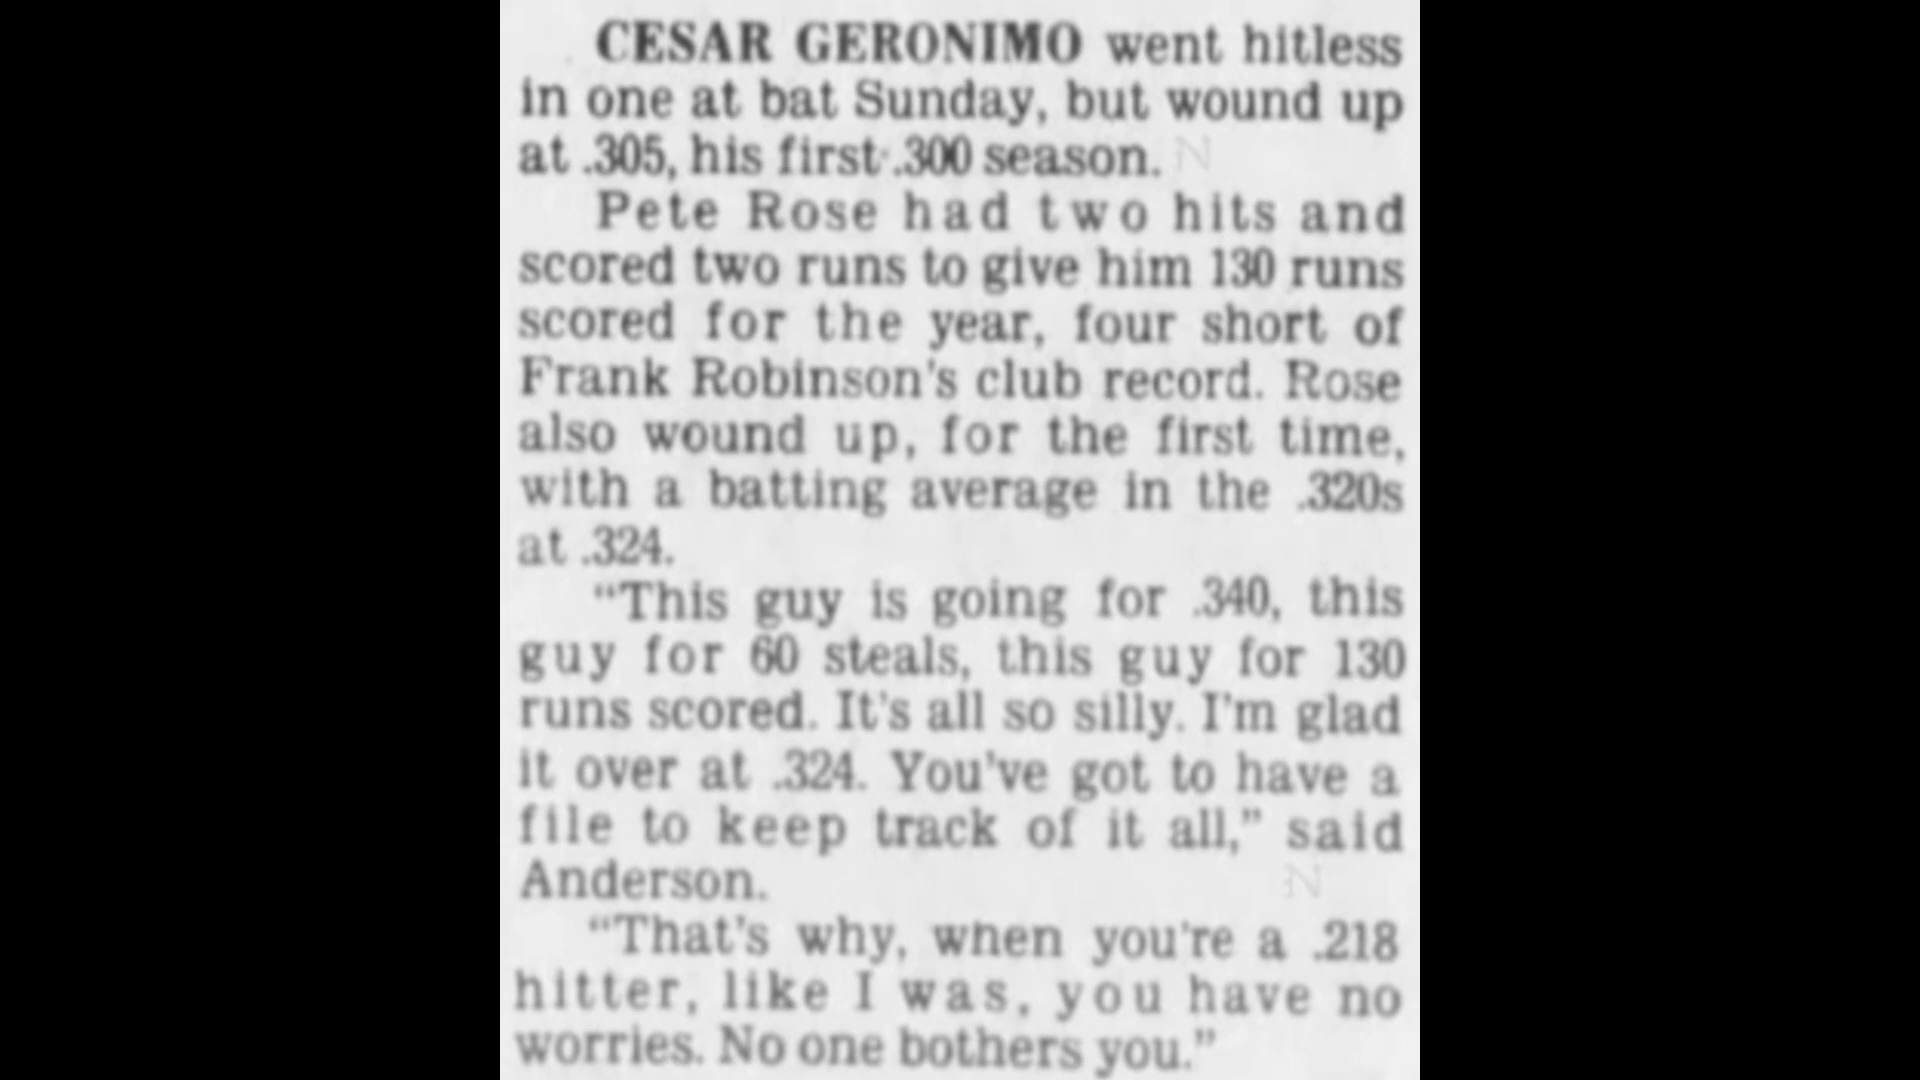 CESAR GERONIMO went hitless
in one at bat Sunday, but wound up
at .305, his first .300 season.
Pete Rose had two hits and
scored two runs to give him 130 runs
scored for the year, four short of
Frank Robinson's club record. Rose
also wound up, for the first time,
with a batting average in the .320s
at .324.
"This guy is going for .340, this
guy for 60 steals, this guy for 130
runs scored. It's all so silly. I'm glad
it over at .324. You've got to have a
file to keep track of it all," said
Anderson.
"That's why, when you're a .218
hitter, like I was, you have no
worries. No one bothers you."